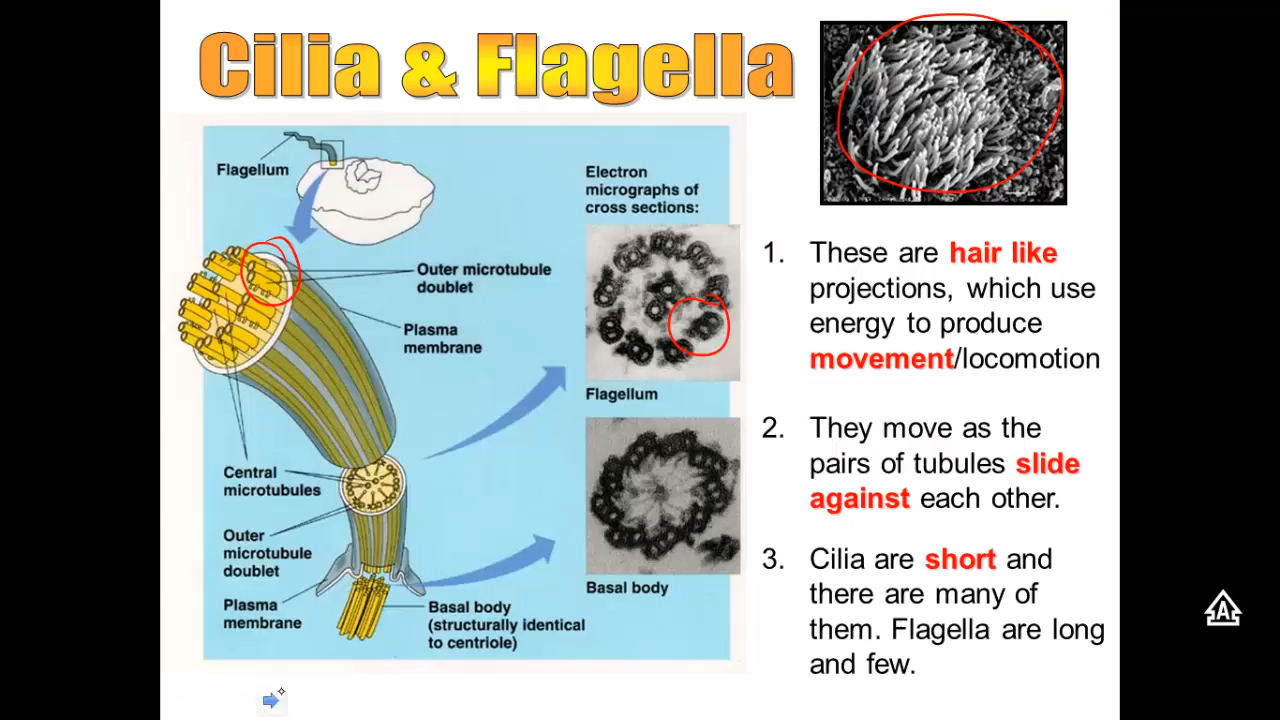 Cilia & Flagella
Flagellum
Electron
micrographs of
cross sections:
Outer microtubule
doublet
Plasma
membrane
Flagellum
Central
microtubules
Outer
microtubule
doublet
Plasma
membrane
Basal body
(structurally identical
to centriole)
Basal body
1. These are hair like
projections, which use
energy to produce
movement/locomotion
2. They move as the
pairs of tubules slide
against each other.
3. Cilia are short and
there are many of
them. Flagella are long
and few.
A